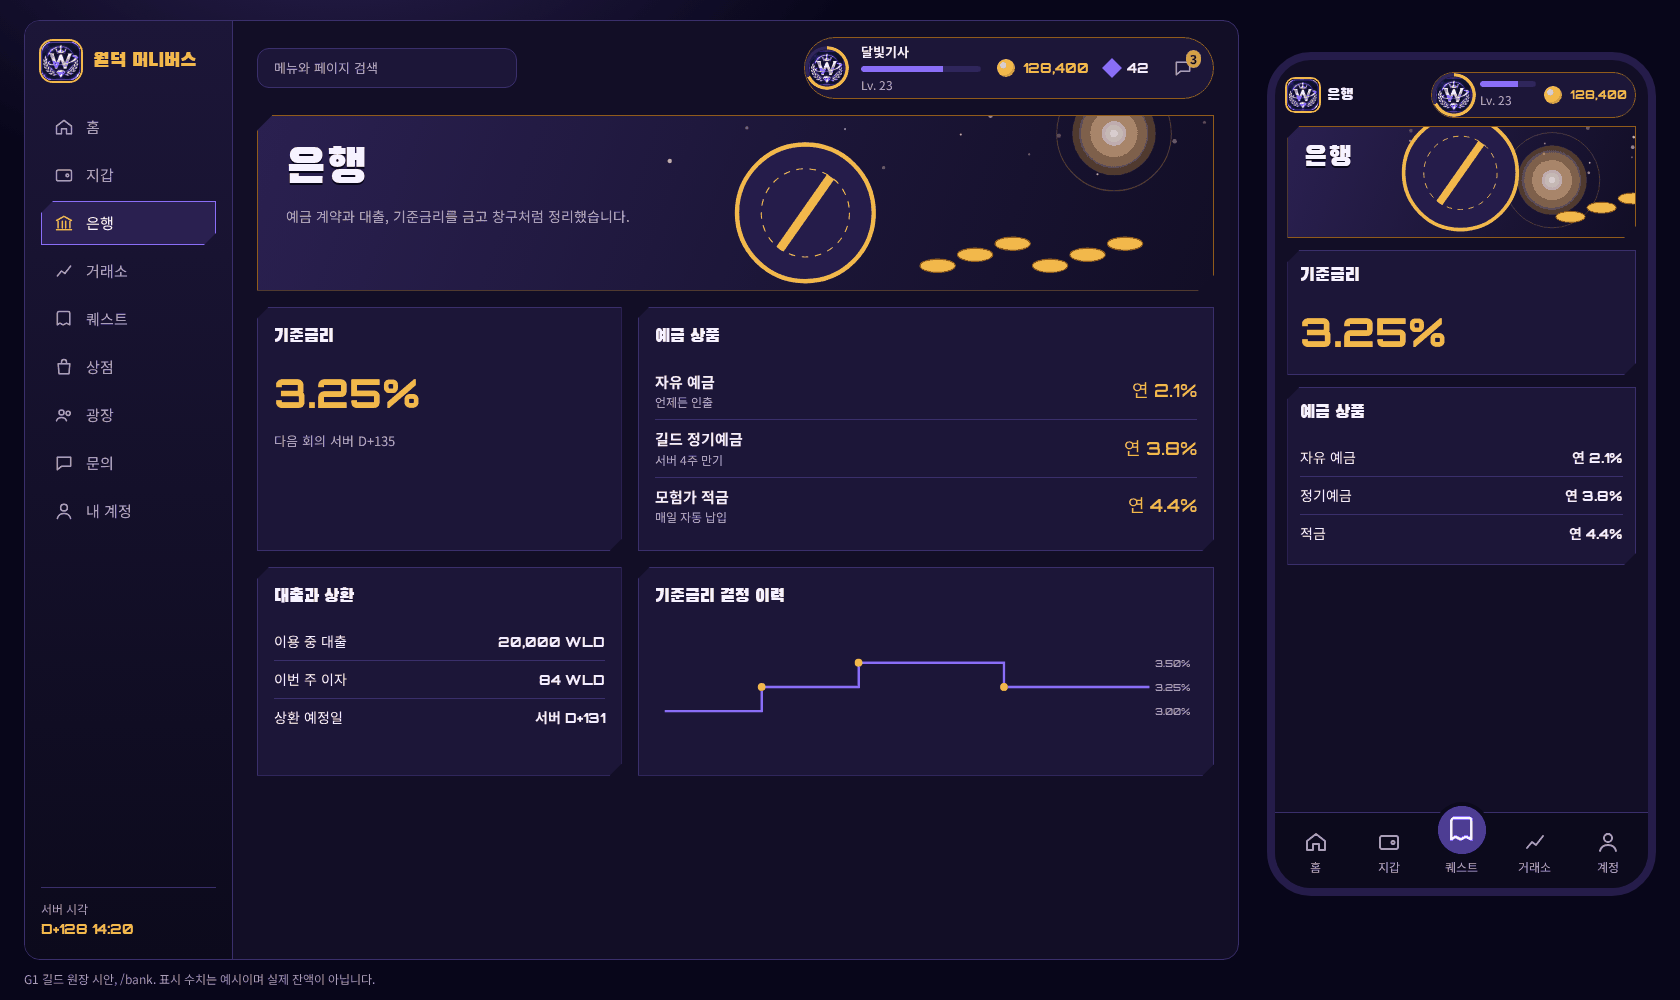 월덕 머니버스
홈
지갑
은행
거래소
퀘스트
상점
광장
문의
내 계정
서버 시각
D+128 14:20
메뉴와 페이지 검색
달빛기사
Lv. 23
128,400
42
3
은행
예금 계약과 대출, 기준금리를 금고 창구처럼 정리했습니다.
기준금리
3.25%
다음 회의 서버 D+135
예금 상품
자유 예금
연 2.1%
언제든 인출
길드 정기예금
연 3.8%
서버 4주 만기
모험가 적금
연 4.4%
매일 자동 납입
대출과 상환
이용 중 대출 20,000 WLD
이번 주 이자 84 WLD
상환 예정일 서버 D+131
기준금리 결정 이력
3.50%
3.25%
3.00%
G1 길드 원장 시안, /bank. 표시 수치는 예시이며 실제 잔액이 아닙니다.
W
은행
W
Lv. 23
128,400
은행
기준금리
3.25%
예금 상품
자유 예금 연 2.1%
정기예금 연 3.8%
적금 연 4.4%
홈
지갑
퀘스트
거래소
계정